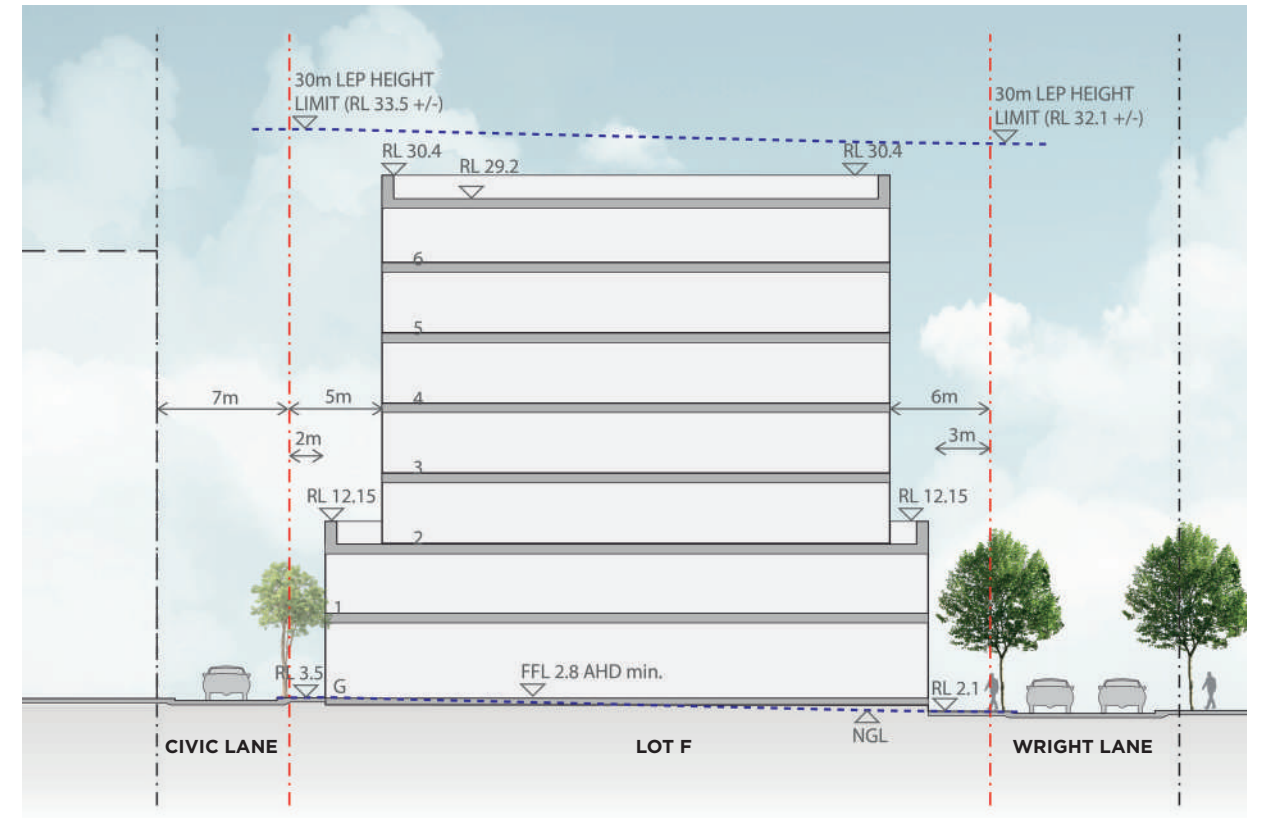 30m LEP HEIGHT
LIMIT (RL 33.5 +/-)
30m LEP HEIGHT
LIMIT (RL 32.1 +/-)
RL 30.4
RL 29.2
RL 30.4
6
5
7m
5m
4
6m
2m
3m
3
RL 12.15
RL 12.15
2
1
RL 3.5
G
FFL 2.8 AHD min.
RL 2.1
NGL
CIVIC LANE
LOT F
WRIGHT LANE